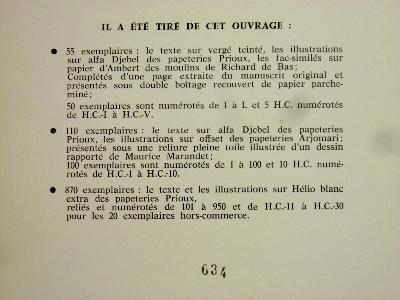 IL A ÉTÉ TIRÉ DE CET OUVRAGE :
● 55 exemplaires : le texte sur vergé teinté, les illustrations
sur alfa Djebel des papeteries Prioux, les fac-similés sur
papier d'Ambert des moulins de Richard de Bas;
Complétés d'une page extraite du manuscrit original et
présentés sous double boîtage recouvert de papier parche-
miné;
50 exemplaires sont numérotés de I à L et 5 H.C. numérotés
de H.C.-I à H.C.-V.
● 110 exemplaires : le texte sur alfa Djebel des papeteries
Prioux, les illustrations sur offset des papeteries Arjomari;
présentés sous une reliure pleine toile illustrée d'un dessin
rapporté de Maurice Marandet;
100 exemplaires sont numérotés de 1 à 100 et 10 H.C. numé-
rotés de H.C.-1 à H.C.-10.
● 870 exemplaires : le texte et les illustrations sur Hélio blanc
extra des papeteries Prioux,
reliés et numérotés de 101 à 950 et de H.C.-11 à H.C.-30
pour les 20 exemplaires hors-commerce.
634